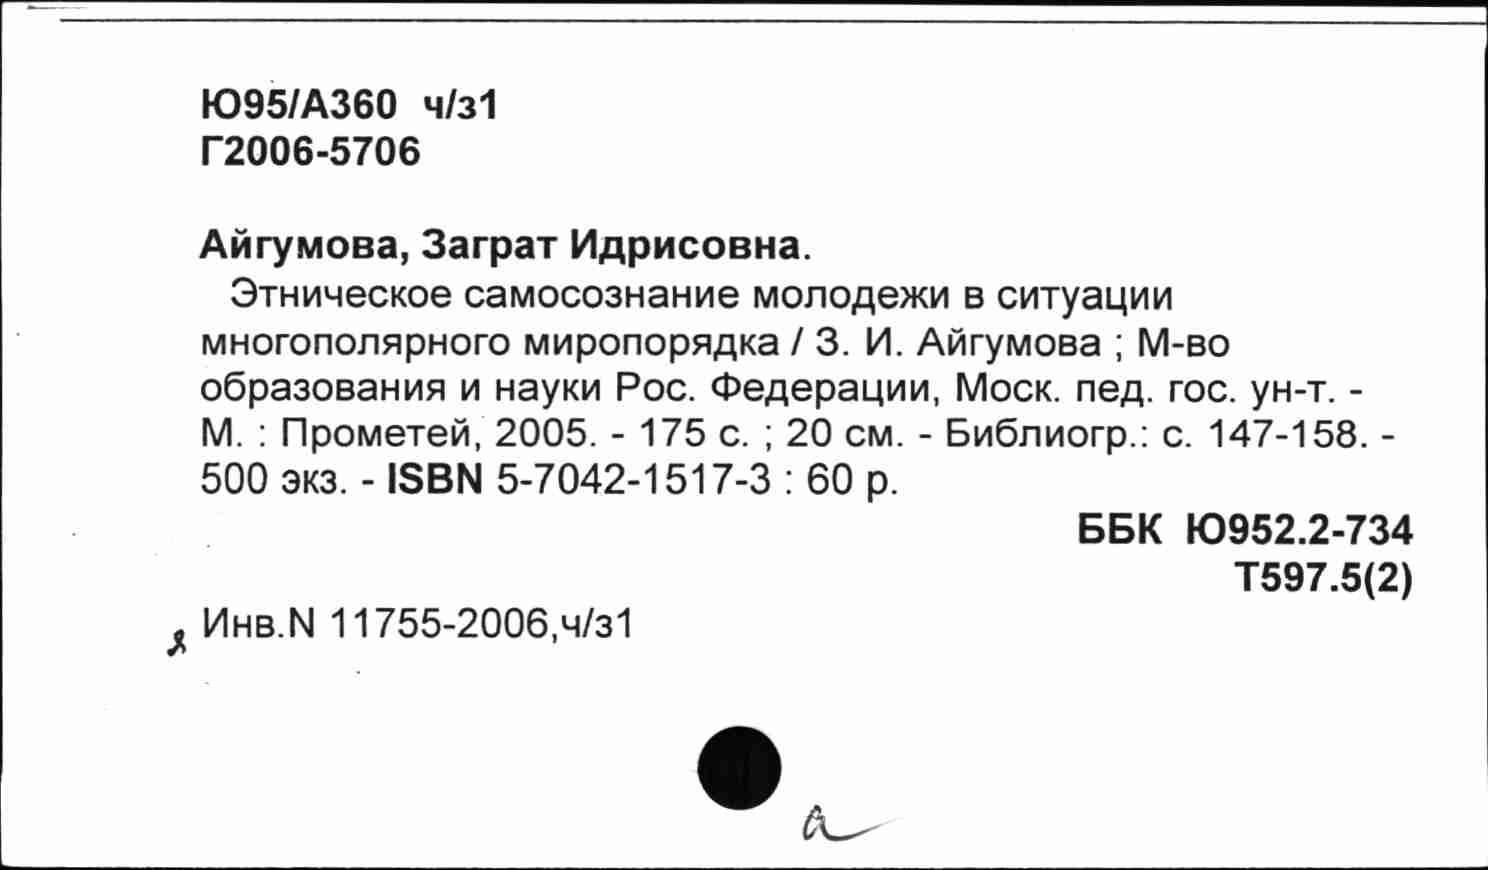 Ю95/А360 ч/з1
Г2006-5706
Айгумова, Заграт Идрисовна.
Этническое самосознание молодежи в ситуации
многополярного миропорядка / З. И. Айгумова ; М-во
образования и науки Рос. Федерации, Моск. пед. гос. ун-т. -
М. : Прометей, 2005. - 175 с. ; 20 см. - Библиогр.: с. 147-158. -
500 экз. - ISBN 5-7042-1517-3 : 60 р.
ББК Ю952.2-734
Т597.5(2)
Инв.N 11755-2006,ч/з1
а